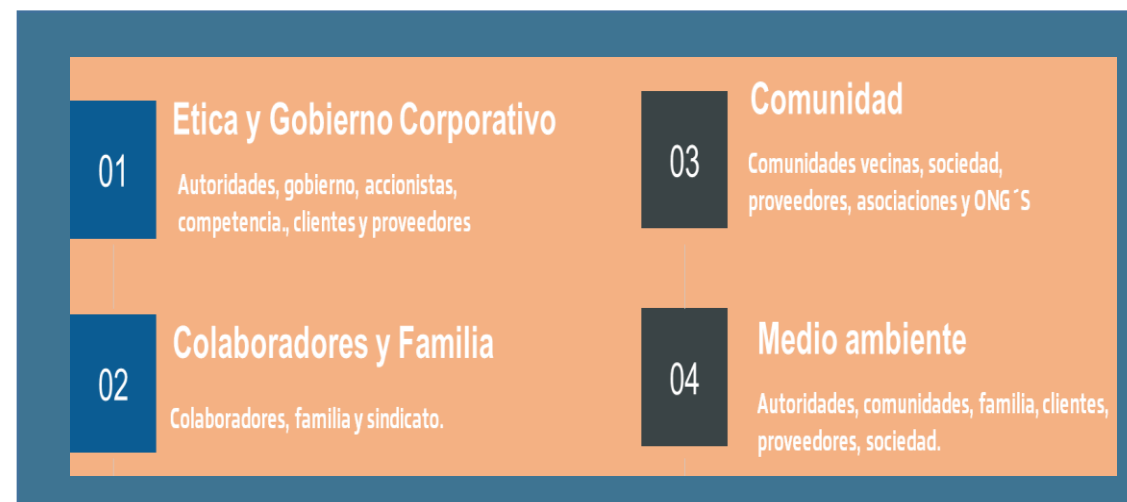 01
Etica y Gobierno Corporativo
Autoridades, gobierno, accionistas,
competencia., clientes y proveedores
02
Colaboradores y Familia
Colaboradores, familia y sindicato.
03
Comunidad
Comunidades vecinas, sociedad,
proveedores, asociaciones y ONG´S
04
Medio ambiente
Autoridades, comunidades, familia, clientes,
proveedores, sociedad.